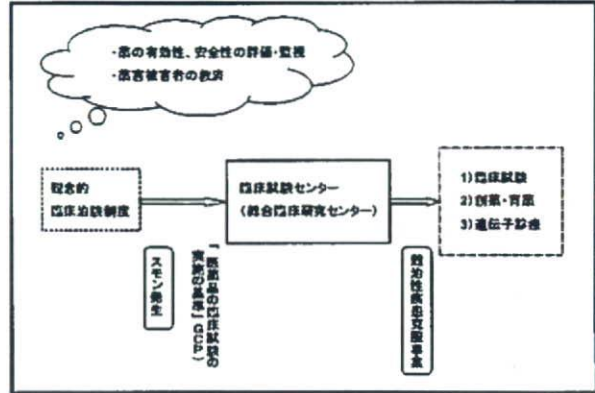 ・薬の有効性、安全性の評価・監視
・薬害被害者の救済
理念的
臨床治験制度
臨床試験センター
（総合臨床研究センター）
1)臨床試験
2)創薬・育薬
3)遺伝子診療
スモン発生
「医薬品の臨床試験の
実施の基準」GCP)
難治性疾患克服事業